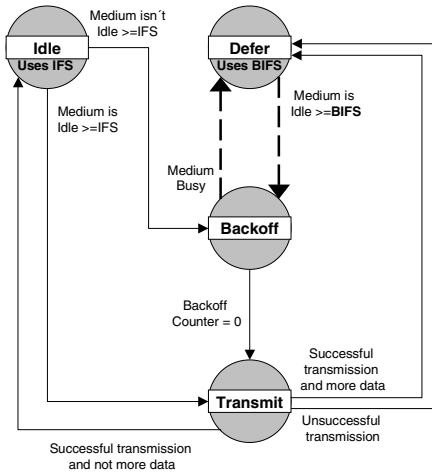 Medium isn´t
Idle >=IFS
Idle
Uses IFS
Defer
Uses BIFS
Medium is
Idle >=IFS
Medium is
Idle >=BIFS
Medium
Busy
Backoff
Backoff
Counter = 0
Successful
transmission
and more data
Transmit
Unsuccessful
transmission
Successful transmission
and not more data